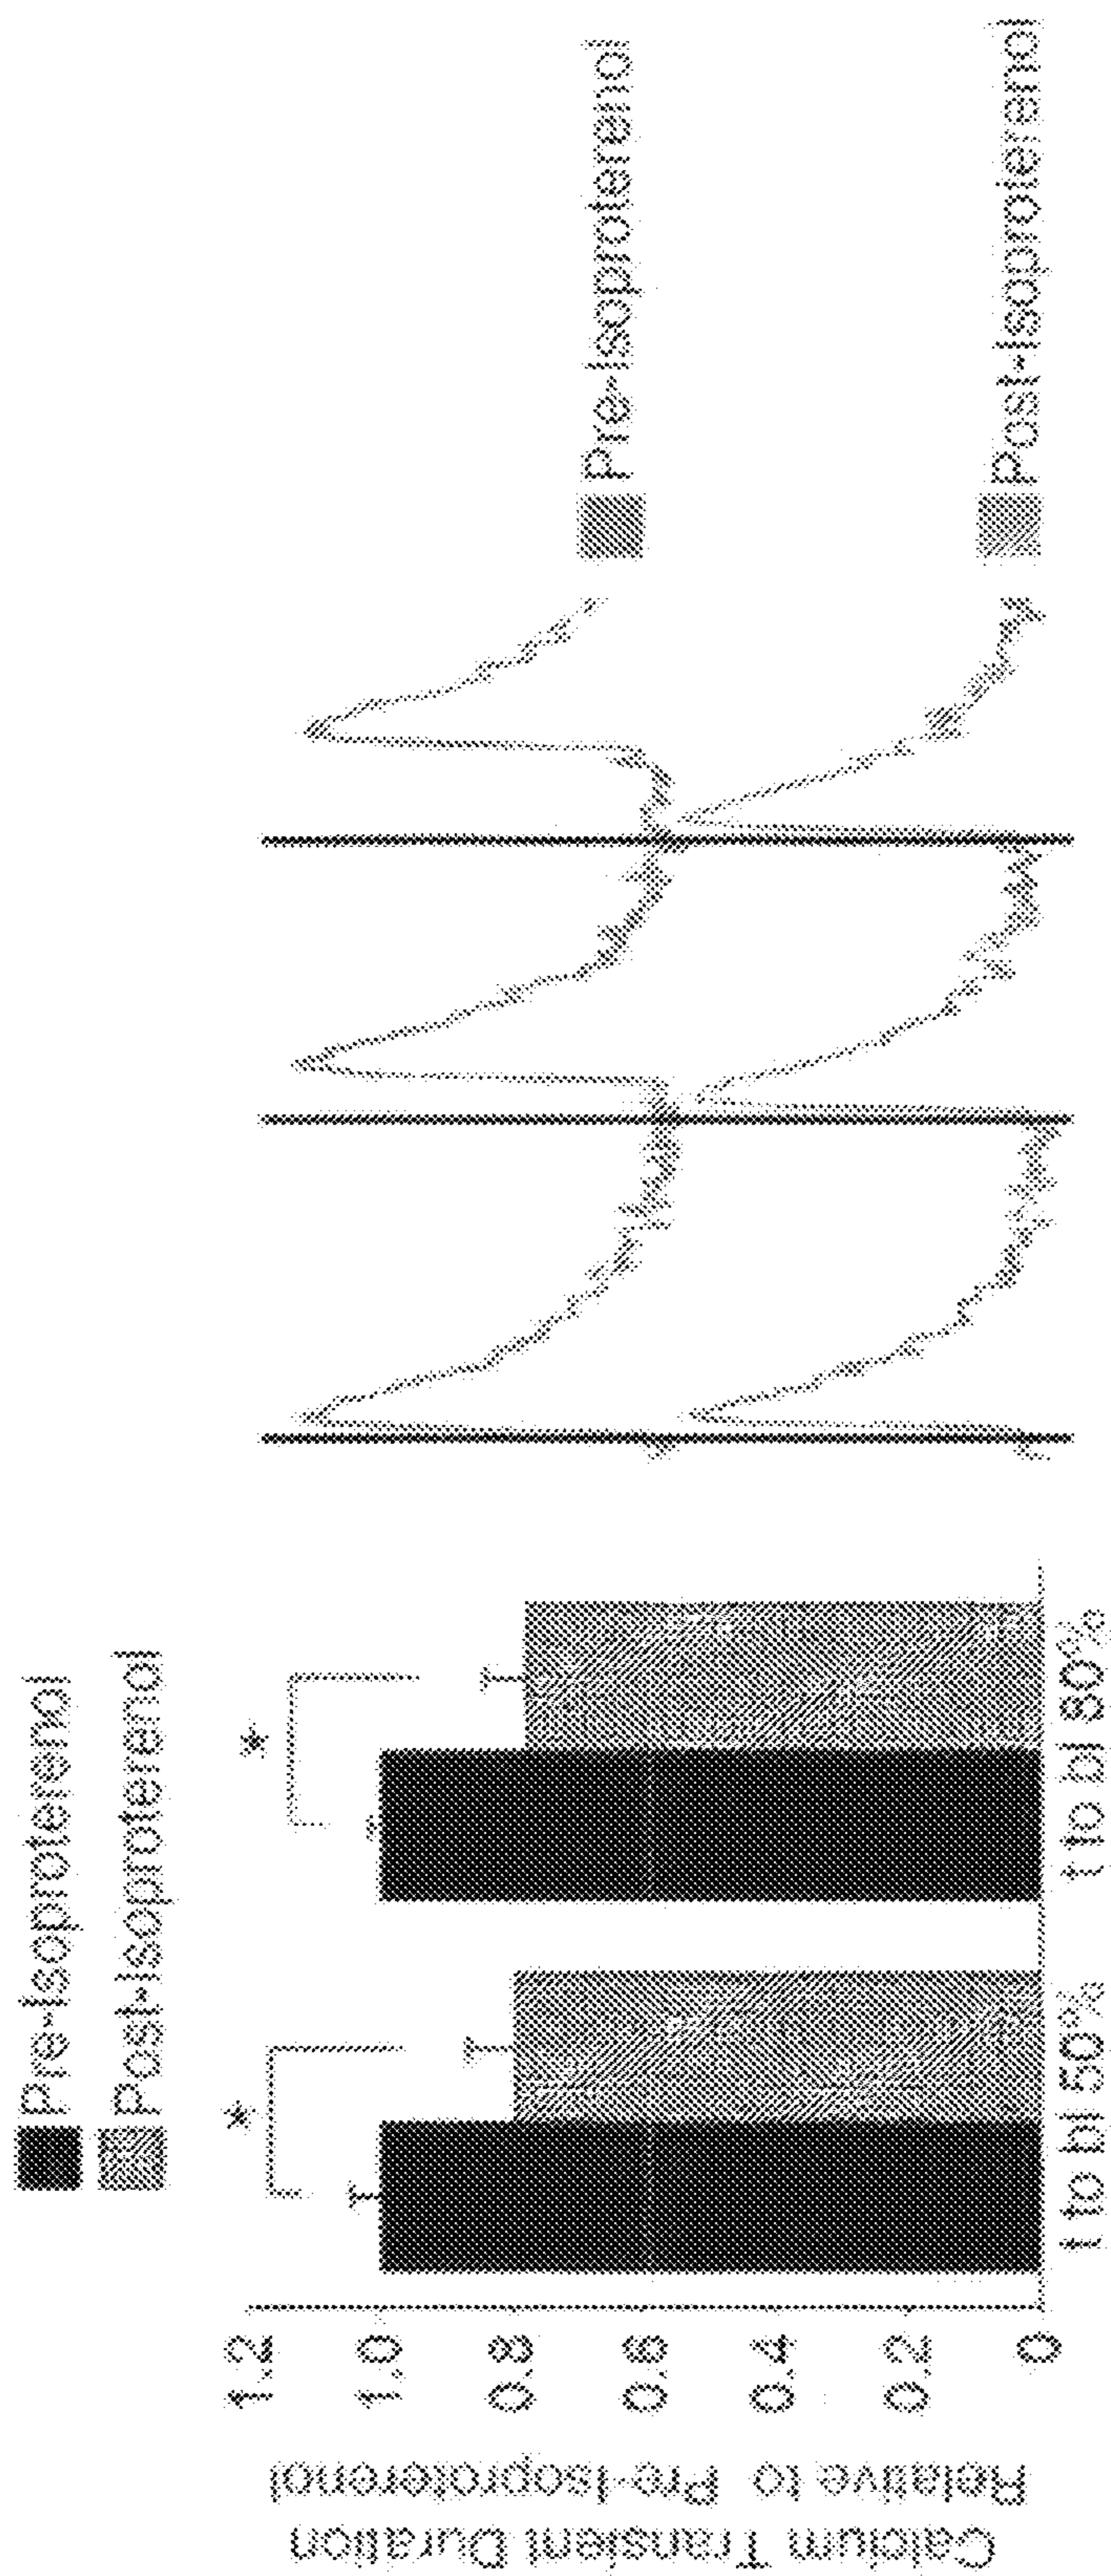 Pre-Isoproterenol
Post-Isoproterenol
Calcium Transient Duration
Relative to Pre-Isoproterenol
1.2
1.0
0.8
0.6
0.4
0.2
0
*
*
t to bl 50%
t to bl 80%
Pre-Isoproterenol
Post-Isoproterenol